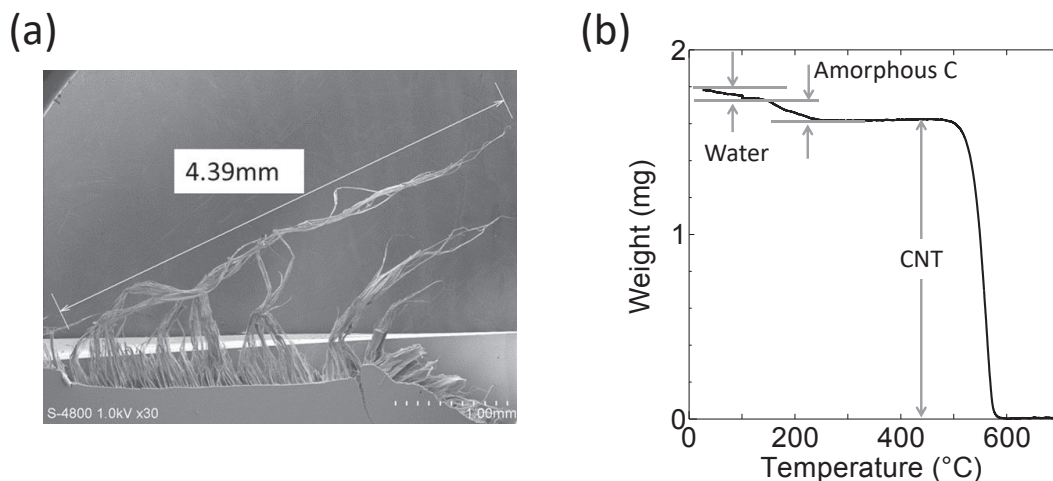 (a)
4.39mm
S-4800 1.0kV x30
1.00mm
(b)
Weight (mg)
2
1
0
Amorphous C
Water
CNT
0
200
400
600
Temperature (°C)